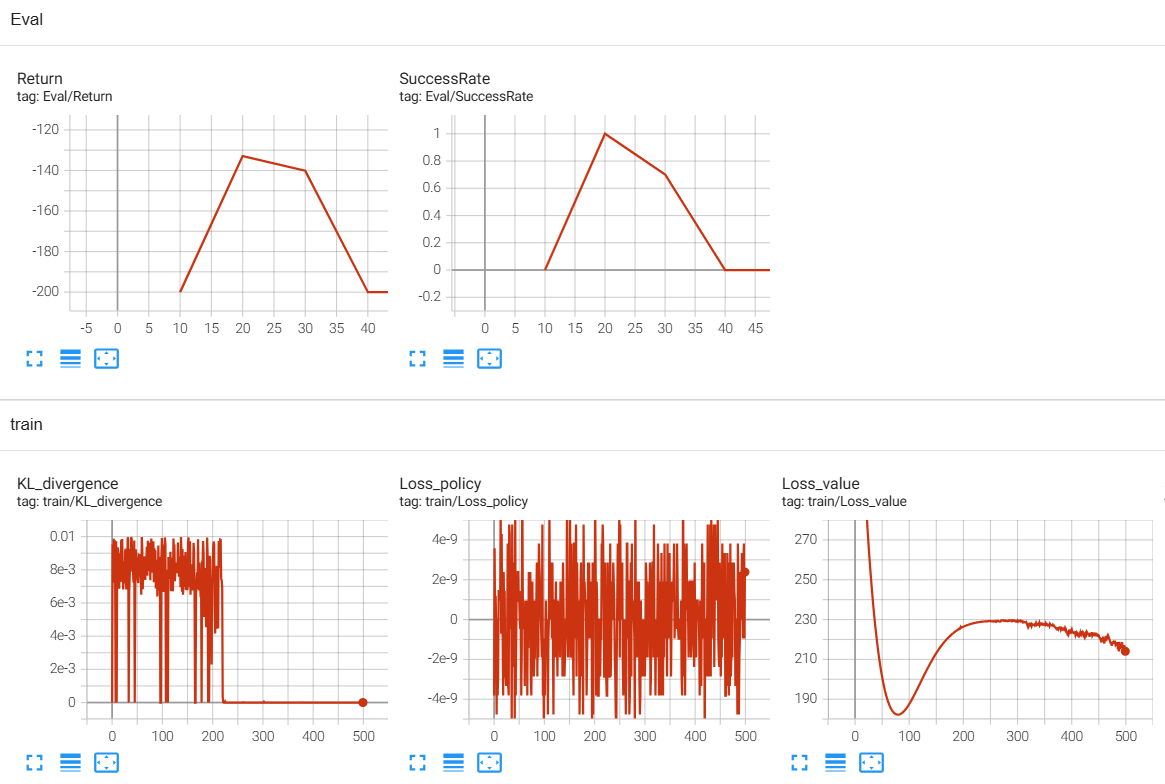 Eval
Return
tag: Eval/Return
SuccessRate
tag: Eval/SuccessRate
-120
-140
-160
-180
-200
-5 0 5 10 15 20 25 30 35 40
1
0.8
0.6
0.4
0.2
0
-0.2
0 5 10 15 20 25 30 35 40 45
train
KL_divergence
tag: train/KL_divergence
Loss_policy
tag: train/Loss_policy
Loss_value
tag: train/Loss_value
0.01
8e-3
6e-3
4e-3
2e-3
0
0 100 200 300 400 500
4e-9
2e-9
0
-2e-9
-4e-9
0 100 200 300 400 500
270
250
230
210
190
0 100 200 300 400 500